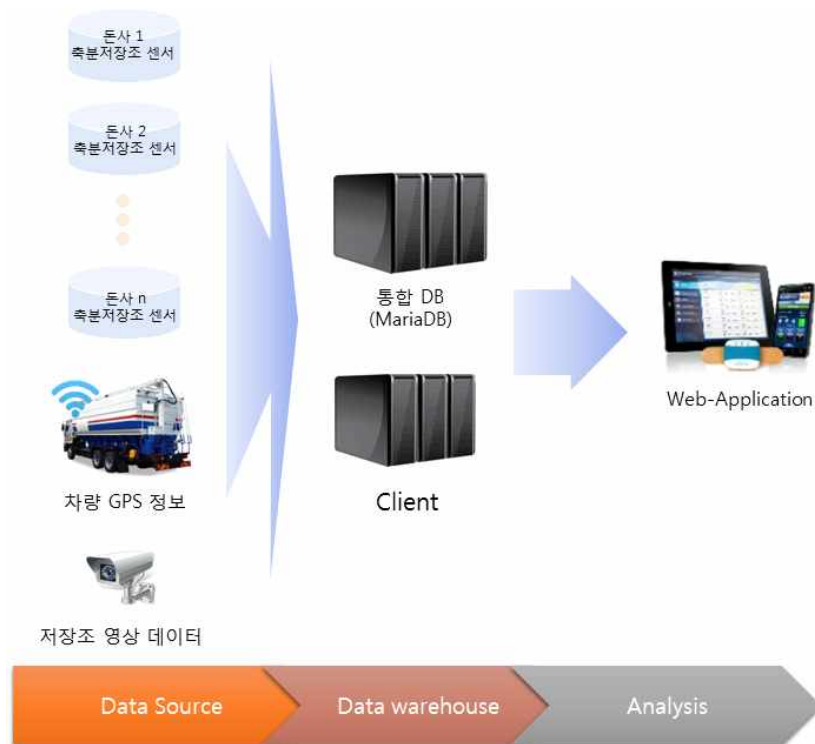 돈사 1
축분저장조 센서
돈사 2
축분저장조 센서
돈사 n
축분저장조 센서
차량 GPS 정보
저장조 영상 데이터
통합 DB
(MariaDB)
Client
Web-Application
Data Source
Data warehouse
Analysis